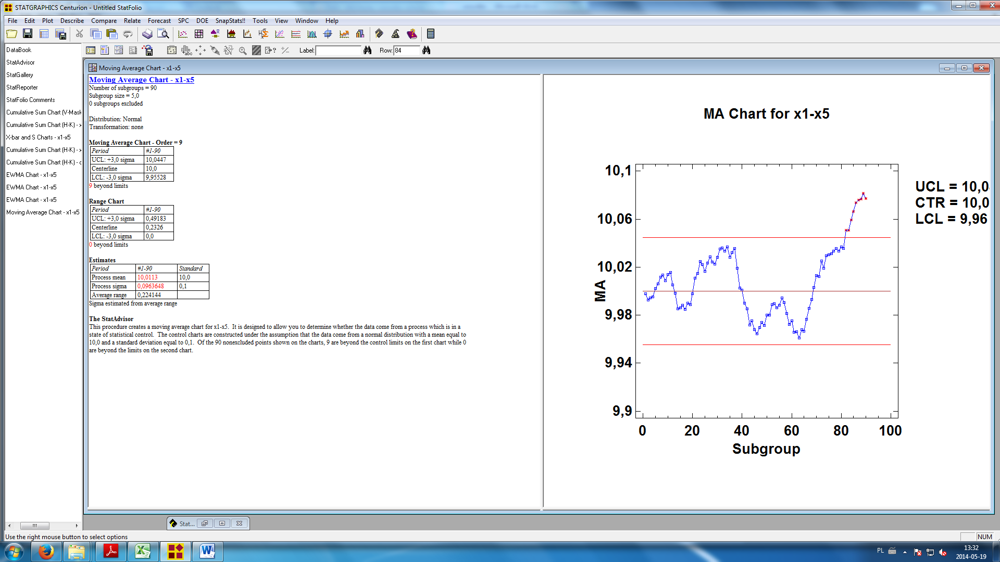 STATGRAPHICS Centurion - Untitled StatFolio
File Edit Plot Describe Compare Relate Forecast SPC DOE SnapStats!! Tools View Window Help
Label: Row: 84
DataBook
StatAdvisor
StatGallery
StatReporter
StatFolio Comments
Cumulative Sum Chart (V-Mask
Cumulative Sum Chart (H-K) - x
X-bar and S Charts - x1-x5
Cumulative Sum Chart (H-K) - x
Cumulative Sum Chart (H-K) - c
EWMA Chart - x1-x5
EWMA Chart - x1-x5
EWMA Chart - x1-x5
Moving Average Chart - x1-x5
Moving Average Chart - x1-x5
Moving Average Chart - x1-x5
Number of subgroups = 90
Subgroup size = 5,0
0 subgroups excluded
Distribution: Normal
Transformation: none
Moving Average Chart - Order = 9
Period #1-90
UCL: +3,0 sigma 10,0447
Centerline 10,0
LCL: -3,0 sigma 9,95528
9 beyond limits
Range Chart
Period #1-90
UCL: +3,0 sigma 0,49183
Centerline 0,2326
LCL: -3,0 sigma 0,0
0 beyond limits
Estimates
Period #1-90 Standard
Process mean 10,0113 10,0
Process sigma 0,0963648 0,1
Average range 0,224144
Sigma estimated from average range
The StatAdvisor
This procedure creates a moving average chart for x1-x5. It is designed to allow you to determine whether the data come from a process which is in a
state of statistical control. The control charts are constructed under the assumption that the data come from a normal distribution with a mean equal to
10,0 and a standard deviation equal to 0,1. Of the 90 nonexcluded points shown on the charts, 9 are beyond the control limits on the first chart while 0
are beyond the limits on the second chart.
MA Chart for x1-x5
10,1
10,06
10,02
9,98
9,94
9,9
MA
0 20 40 60 80 100
Subgroup
UCL = 10,0
CTR = 10,0
LCL = 9,96
Stat...
Use the right mouse button to select options
NUM
PL
13:32
2014-05-19